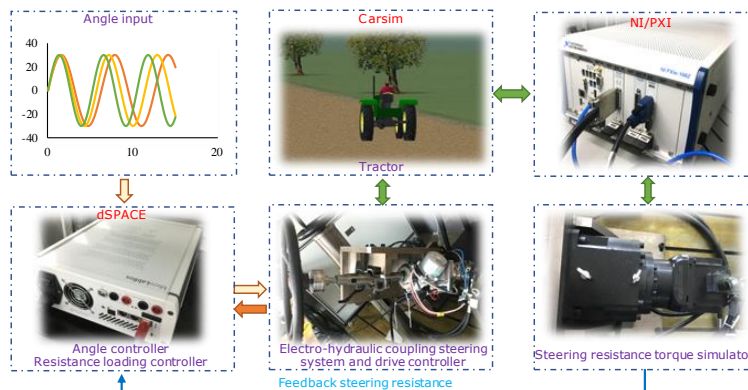 Angle input
Carsim
NI/PXI
40
20
0
-20
-40
0
10
20
Tractor
dSPACE
Angle controller
Resistance loading controller
Electro-hydraulic coupling steering
system and drive controller
Steering resistance torque simulator
Feedback steering resistance